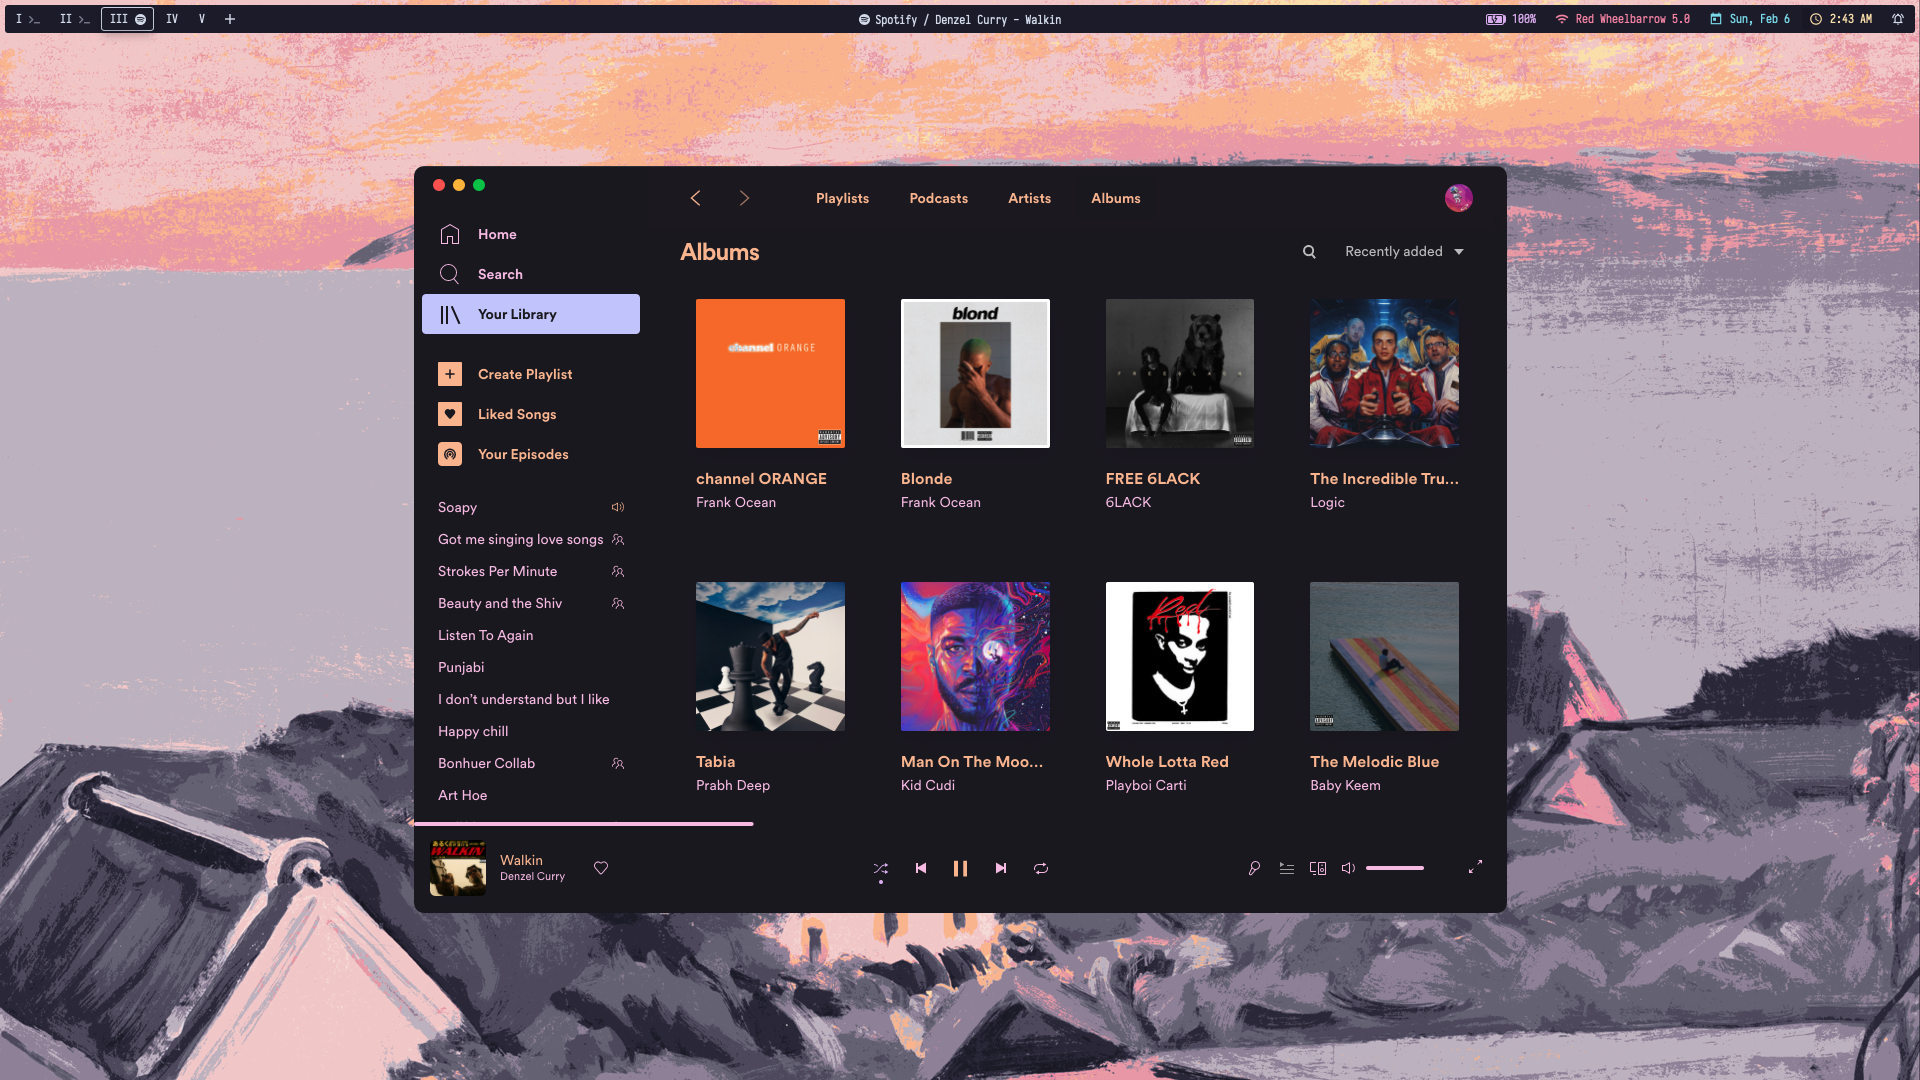 I >_ II >_ III IV V +
Spotify / Denzel Curry - Walkin
100% Red Wheelbarrow 5.0 Sun, Feb 6 2:43 AM
Playlists Podcasts Artists Albums
Home
Search
Your Library
Create Playlist
Liked Songs
Your Episodes
Soapy
Got me singing love songs
Strokes Per Minute
Beauty and the Shiv
Listen To Again
Punjabi
I don't understand but I like
Happy chill
Bonhuer Collab
Art Hoe
Albums
Recently added
channel ORANGE
blond
channel ORANGE
Frank Ocean
Blonde
Frank Ocean
FREE 6LACK
6LACK
The Incredible Tru...
Logic
Red
Tabia
Prabh Deep
Man On The Moo...
Kid Cudi
Whole Lotta Red
Playboi Carti
The Melodic Blue
Baby Keem
WALKIN
Walkin
Denzel Curry